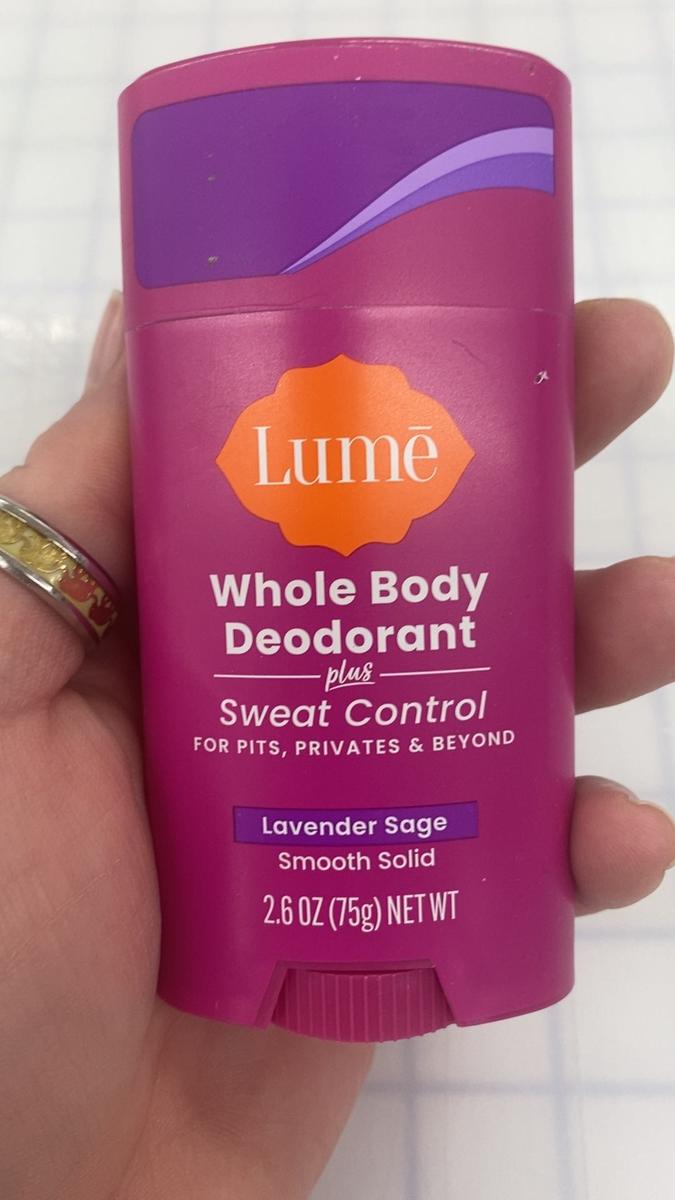 Lumē
Whole Body
Deodorant
plus
Sweat Control
FOR PITS, PRIVATES & BEYOND
Lavender Sage
Smooth Solid
2.6 OZ (75g) NET WT